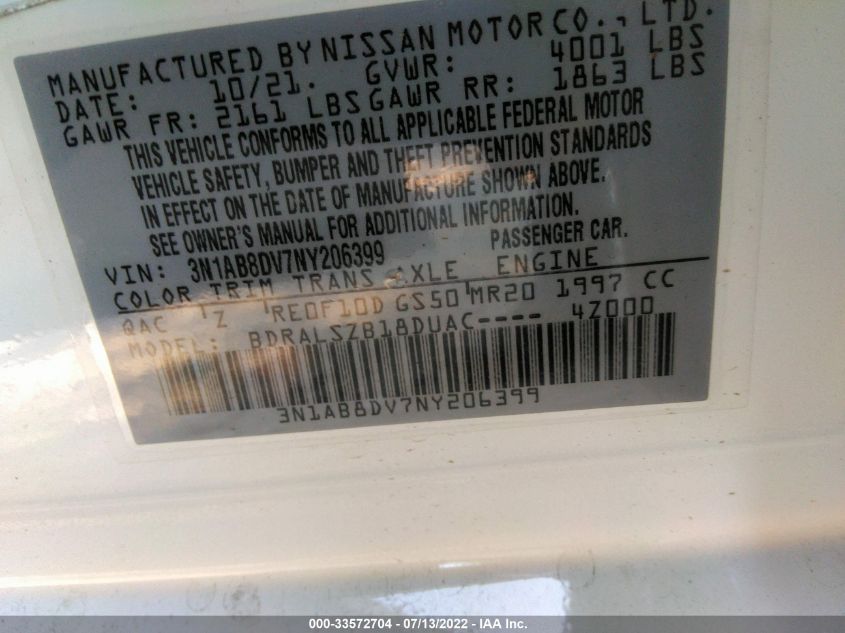 MANUFACTURED BY NISSAN MOTOR CO., LTD.
DATE: 10/21. GVWR: 4001 LBS
GAWR FR: 2161 LBS GAWR RR: 1863 LBS
THIS VEHICLE CONFORMS TO ALL APPLICABLE FEDERAL MOTOR
VEHICLE SAFETY, BUMPER AND THEFT PREVENTION STANDARDS
IN EFFECT ON THE DATE OF MANUFACTURE SHOWN ABOVE.
SEE OWNER'S MANUAL FOR ADDITIONAL INFORMATION.
VIN: 3N1AB8DV7NY206399 PASSENGER CAR.
COLOR TRIM TRANS AXLE ENGINE
QAC Z RE0F10D GS50 MR20 1997 CC
MODEL: BDRALSZB18DUAC---- 4Z000
3N1AB8DV7NY206399
000-33572704 - 07/13/2022 - IAA Inc.